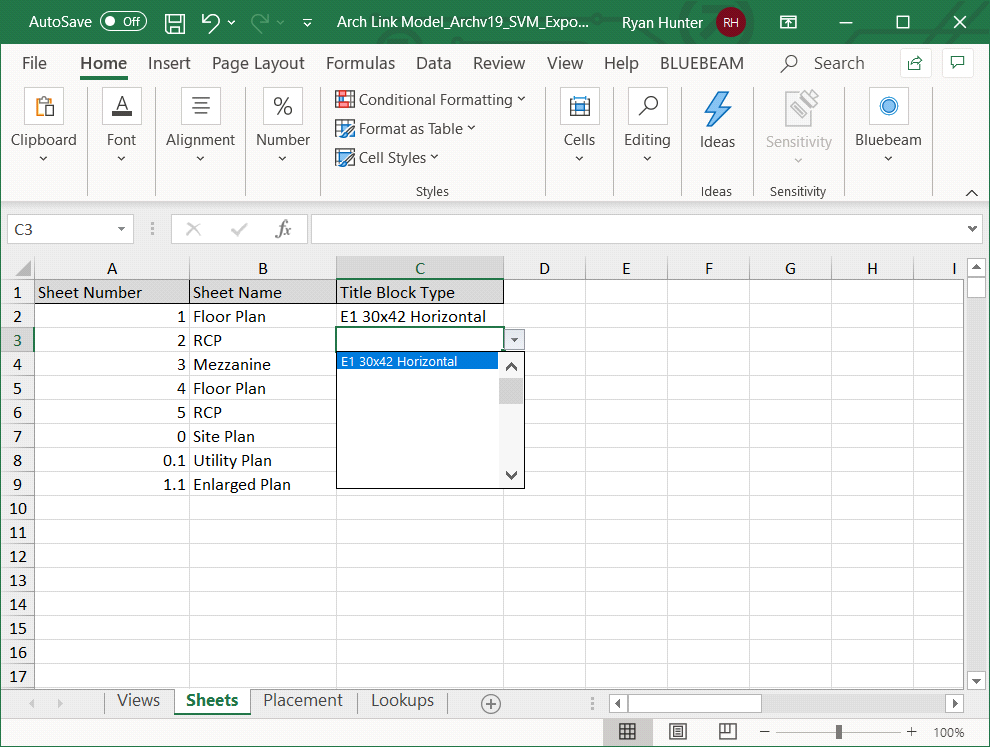 AutoSave Off Arch Link Model_Archv19_SVM_Expo... Ryan Hunter RH
File Home Insert Page Layout Formulas Data Review View Help BLUEBEAM Search
Clipboard Font Alignment Number Conditional Formatting Cells Editing Ideas Sensitivity Bluebeam
Format as Table
Cell Styles
Styles Ideas Sensitivity
C3 fx
A B C D E F G H I
1 Sheet Number Sheet Name Title Block Type
2 1 Floor Plan E1 30x42 Horizontal
3 2 RCP
4 3 Mezzanine E1 30x42 Horizontal
5 4 Floor Plan
6 5 RCP
7 0 Site Plan
8 0.1 Utility Plan
9 1.1 Enlarged Plan
10
11
12
13
14
15
16
17
Views Sheets Placement Lookups
100%